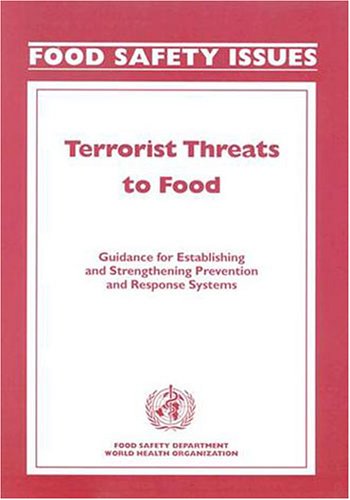 FOOD SAFETY ISSUES
Terrorist Threats
to Food
Guidance for Establishing
and Strengthening Prevention
and Response Systems
FOOD SAFETY DEPARTMENT
WORLD HEALTH ORGANIZATION